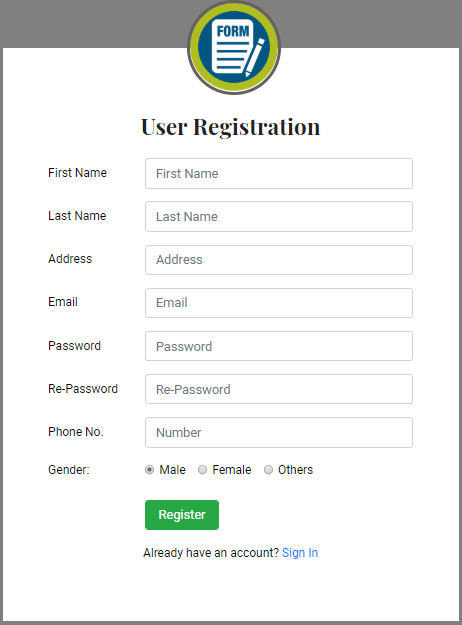 FORM
User Registration
First Name First Name
Last Name Last Name
Address Address
Email Email
Password Password
Re-Password Re-Password
Phone No. Number
Gender: Male Female Others
Register
Already have an account? Sign In